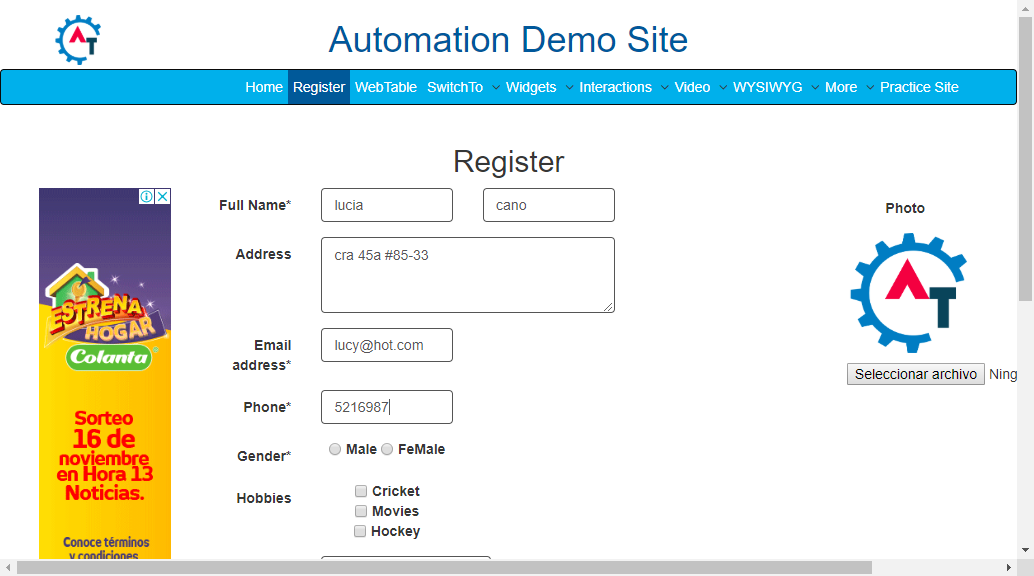 Automation Demo Site
Home Register WebTable SwitchTo Widgets Interactions Video WYSIWYG More Practice Site
Register
Full Name* lucia cano
Photo
Address cra 45a #85-33
Email address* lucy@hot.com
Seleccionar archivo Ning
Phone* 5216987
Gender* Male FeMale
Hobbies Cricket
Movies
Hockey
ESTRENA
HOGAR
Colanta
Sorteo
16 de
noviembre
en Hora 13
Noticias.
Conoce términos
y condiciones